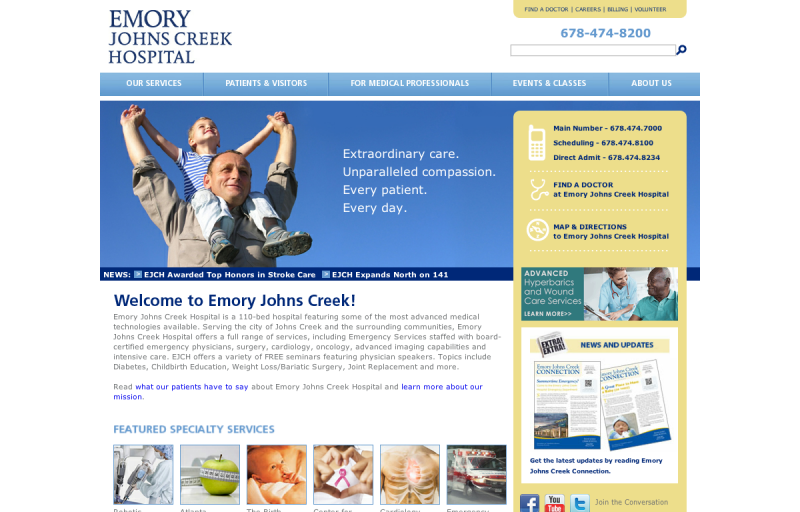 FIND A DOCTOR | CAREERS | BILLING | VOLUNTEER
EMORY
JOHNS CREEK
HOSPITAL
678-474-8200
OUR SERVICES
PATIENTS & VISITORS
FOR MEDICAL PROFESSIONALS
EVENTS & CLASSES
ABOUT US
Extraordinary care.
Unparalleled compassion.
Every patient.
Every day.
Main Number - 678.474.7000
Scheduling - 678.474.8100
Direct Admit - 678.474.8234
FIND A DOCTOR
at Emory Johns Creek Hospital
MAP & DIRECTIONS
to Emory Johns Creek Hospital
NEWS: EJCH Awarded Top Honors in Stroke Care EJCH Expands North on 141
ADVANCED
Hyperbarics
and Wound
Care Services
LEARN MORE>>
Welcome to Emory Johns Creek!
Emory Johns Creek Hospital is a 110-bed hospital featuring some of the most advanced medical
technologies available. Serving the city of Johns Creek and the surrounding communities, Emory
Johns Creek Hospital offers a full range of services, including Emergency Services staffed with board-
certified emergency physicians, surgery, cardiology, oncology, advanced imaging capabilities and
intensive care. EJCH offers a variety of FREE seminars featuring physician speakers. Topics include
Diabetes, Childbirth Education, Weight Loss/Bariatric Surgery, Joint Replacement and more.
Read what our patients have to say about Emory Johns Creek Hospital and learn more about our
mission.
EXTRA!
EXTRA!
NEWS AND UPDATES
Emory Johns Creek
CONNECTION
Emory Johns Creek
CONNECTION
Get the latest updates by reading Emory
Johns Creek Connection.
FEATURED SPECIALTY SERVICES
Robotic
Atlanta
The Birth
Center for
Cardiology
Emergency
You
Tube
Join the Conversation